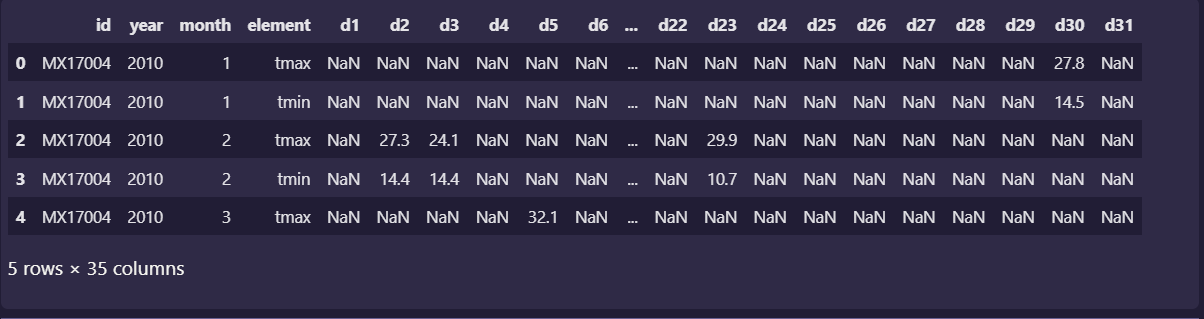 id year month element d1 d2 d3 d4 d5 d6 ... d22 d23 d24 d25 d26 d27 d28 d29 d30 d31
0 MX17004 2010 1 tmax NaN NaN NaN NaN NaN NaN ... NaN NaN NaN NaN NaN NaN NaN NaN 27.8 NaN
1 MX17004 2010 1 tmin NaN NaN NaN NaN NaN NaN ... NaN NaN NaN NaN NaN NaN NaN NaN 14.5 NaN
2 MX17004 2010 2 tmax NaN 27.3 24.1 NaN NaN NaN ... NaN 29.9 NaN NaN NaN NaN NaN NaN NaN NaN
3 MX17004 2010 2 tmin NaN 14.4 14.4 NaN NaN NaN ... NaN 10.7 NaN NaN NaN NaN NaN NaN NaN NaN
4 MX17004 2010 3 tmax NaN NaN NaN NaN 32.1 NaN ... NaN NaN NaN NaN NaN NaN NaN NaN NaN NaN
5 rows × 35 columns